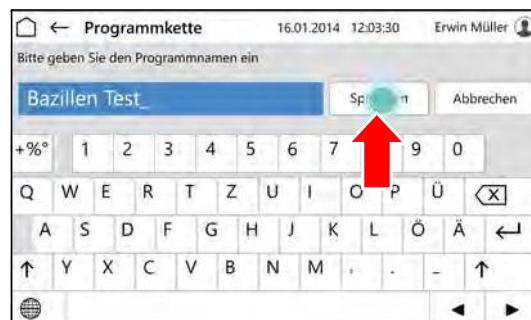 Programmkette 16.01.2014 12:03:30 Erwin Müller
Bitte geben Sie den Programmnamen ein
Bazillen Test_ Abbrechen
+%° 1 2 3 4 5 6 7 9 0
Q W E R T Z U I O P Ü
A S D F G H J K L Ö Ä
Y X C V B N M , . -